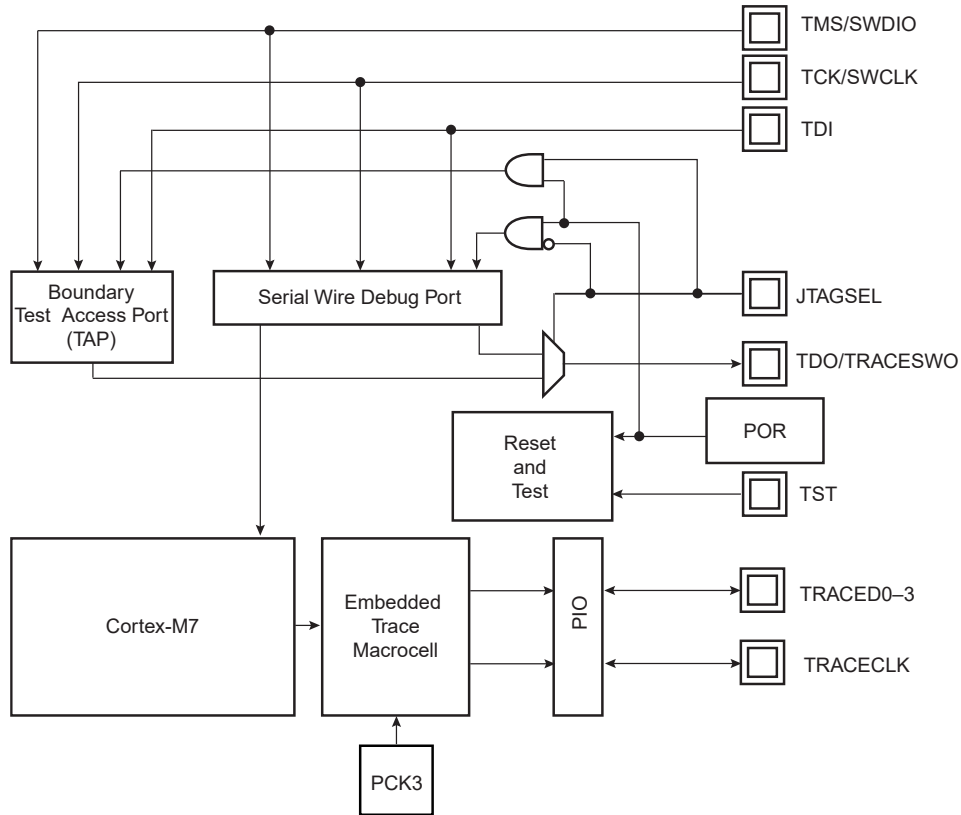 TMS/SWDIO
TCK/SWCLK
TDI
Boundary
Test Access Port
(TAP)
Serial Wire Debug Port
JTAGSEL
TDO/TRACESWO
POR
Reset
and
Test
TST
Cortex-M7
Embedded
Trace
Macrocell
PIO
TRACED0–3
TRACECLK
PCK3